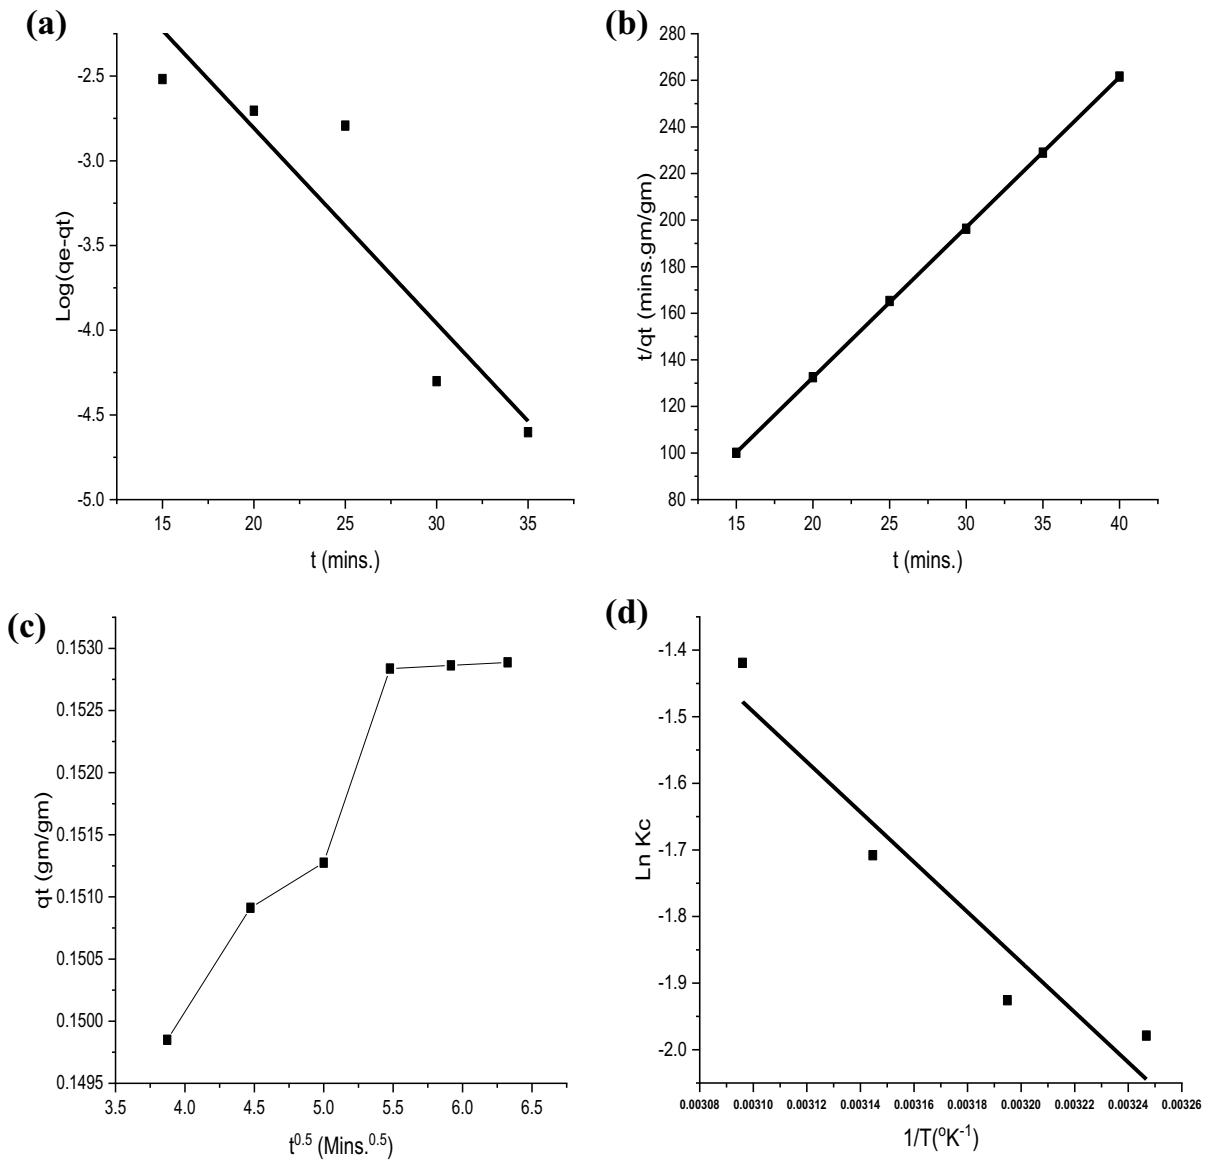 (a)
-2.5
-3.0
-3.5
-4.0
-4.5
-5.0
Log(qe-qt)
15 20 25 30 35
t (mins.)
(b)
280
260
240
220
200
180
160
140
120
100
80
t/qt (mins.gm/gm)
15 20 25 30 35 40
t (mins.)
(c)
0.1530
0.1525
0.1520
0.1515
0.1510
0.1505
0.1500
0.1495
qt (gm/gm)
3.5 4.0 4.5 5.0 5.5 6.0 6.5
t^0.5 (Mins.^0.5)
(d)
-1.4
-1.5
-1.6
-1.7
-1.8
-1.9
-2.0
Ln Kc
0.00308 0.00310 0.00312 0.00314 0.00316 0.00318 0.00320 0.00322 0.00324 0.00326
1/T(ºK^-1)